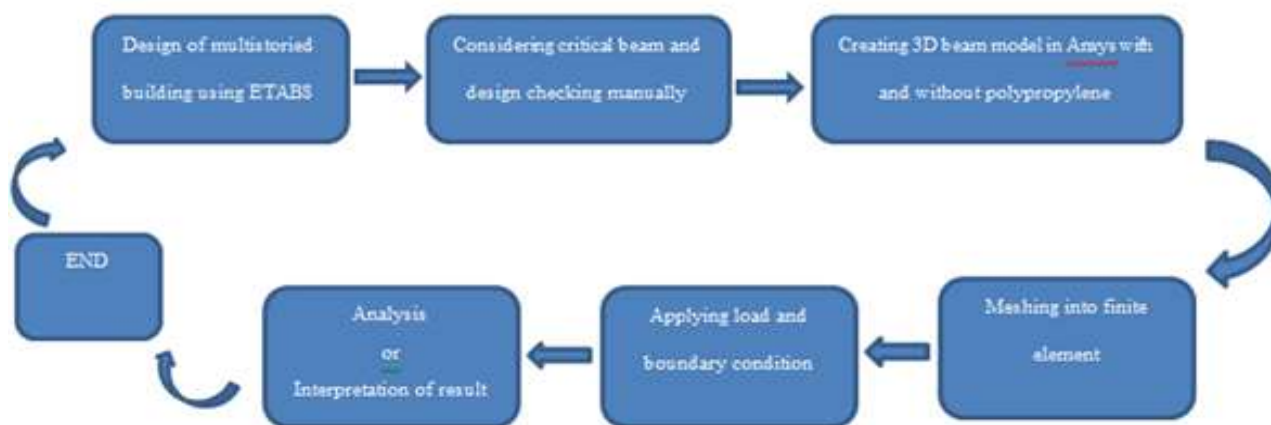 Design of multistoried
building using ETABS
Considering critical beam and
design checking manually
Creating 3D beam model in Ansys with
and without polypropylene
Meshing into finite
element
Applying load and
boundary condition
Analysis
or
Interpretation of result
END